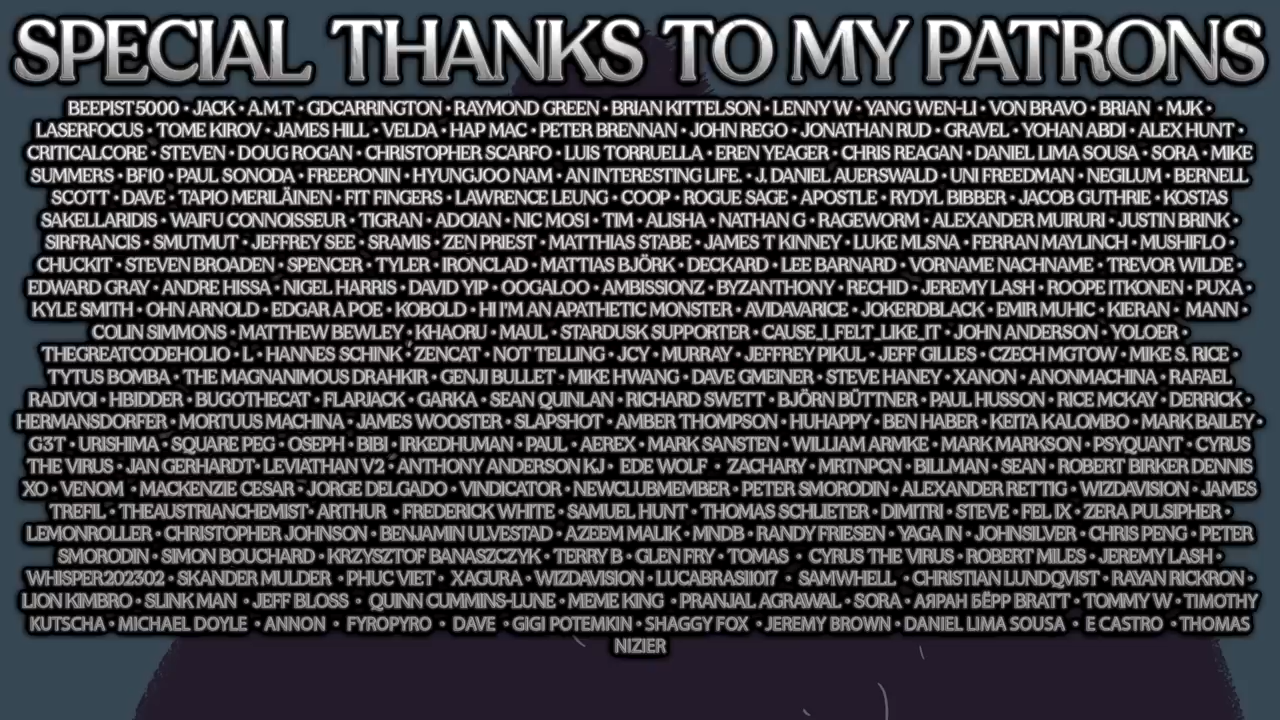 SPECIAL THANKS TO MY PATRONS
BEEPIST5000 • JACK • A.M.T • GDCARRINGTON • RAYMOND GREEN • BRIAN KITTELSON • LENNY W • YANG WEN-LI • VON BRAVO • BRIAN • MJK •
LASERFOCUS • TOME KIROV • JAMES HILL • VELDA • HAP MAC • PETER BRENNAN • JOHN REGO • JONATHAN RUD • GRAVEL • YOHAN ABDI • ALEX HUNT •
CRITICALCORE • STEVEN • DOUG ROGAN • CHRISTOPHER SCARFO • LUIS TORRUELLA • EREN YEAGER • CHRIS REAGAN • DANIEL LIMA SOUSA • SORA • MIKE
SUMMERS • BF10 • PAUL SONODA • FREERONIN • HYUNGJOO NAM • AN INTERESTING LIFE. • J. DANIEL AUERSWALD • UNI FREEDMAN • NEGILUM • BERNELL
SCOTT • DAVE • TAPIO MERILÄINEN • FIT FINGERS • LAWRENCE LEUNG • COOP • ROGUE SAGE • APOSTLE • RYDYL BIBBER • JACOB GUTHRIE • KOSTAS
SAKELLARIDIS • WAIFU CONNOISSEUR • TIGRAN • ADOIAN • NIC MOSI • TIM • ALISHA • NATHAN G • RAGEWORM • ALEXANDER MUIRURI • JUSTIN BRINK •
SIRFRANCIS • SMUTMUT • JEFFREY SEE • SRAMIS • ZEN PRIEST • MATTHIAS STABE • JAMES T KINNEY • LUKE MLSNA • FERRAN MAYLINCH • MUSHIFLO •
CHUCKIT • STEVEN BROADEN • SPENCER • TYLER • IRONCLAD • MATTIAS BJÖRK • DECKARD • LEE BARNARD • VORNAME NACHNAME • TREVOR WILDE •
EDWARD GRAY • ANDRE HISSA • NIGEL HARRIS • DAVID YIP • OOGALOO • AMBISSIONZ • BYZANTHONY • RECHID • JEREMY LASH • ROOPE ITKONEN • PUXA •
KYLE SMITH • OHN ARNOLD • EDGAR A POE • KOBOLD • HI I'M AN APATHETIC MONSTER • AVIDAVARICE • JOKERDBLACK • EMIR MUHIC • KIERAN • MANN •
COLIN SIMMONS • MATTHEW BEWLEY • KHAORU • MAUL • STARDUSK SUPPORTER • CAUSE_I_FELT_LIKE_IT • JOHN ANDERSON • YOLOER •
THEGREATCODEHOLIO • L • HANNES SCHINK • ZENCAT • NOT TELLING • JCY • MURRAY • JEFFREY PIKUL • JEFF GILLES • CZECH MGTOW • MIKE S. RICE •
TYTUS BOMBA • THE MAGNANIMOUS DRAHKIR • GENJI BULLET • MIKE HWANG • DAVE GMEINER • STEVE HANEY • XANON • ANONMACHINA • RAFAEL
RADIVOI • HBIDDER • BUGOTHECAT • FLAPJACK • GARKA • SEAN QUINLAN • RICHARD SWETT • BJÖRN BÜTTNER • PAUL HUSSON • RICE MCKAY • DERRICK •
HERMANSDORFER • MORTUUS MACHINA • JAMES WOOSTER • SLAPSHOT • AMBER THOMPSON • HUHAPPY • BEN HABER • KEITA KALOMBO • MARK BAILEY •
G3T • URISHIMA • SQUARE PEG • OSEPH • BIBI • IRKEDHUMAN • PAUL • AEREX • MARK SANSTEN • WILLIAM ARMKE • MARK MARKSON • PSYQUANT • CYRUS
THE VIRUS • JAN GERHARDT • LEVIATHAN V2 • ANTHONY ANDERSON KJ • EDE WOLF • ZACHARY • MRTNPCN • BILLMAN • SEAN • ROBERT BIRKER DENNIS
XO • VENOM • MACKENZIE CESAR • JORGE DELGADO • VINDICATOR • NEWCLUBMEMBER • PETER SMORODIN • ALEXANDER RETTIG • WIZDAVISION • JAMES
TREFIL • THEAUSTRIANCHEMIST • ARTHUR • FREDERICK WHITE • SAMUEL HUNT • THOMAS SCHLIETER • DIMITRI • STEVE • FEL IX • ZERA PULSIPHER •
LEMONROLLER • CHRISTOPHER JOHNSON • BENJAMIN ULVESTAD • AZEEM MALIK • MNDB • RANDY FRIESEN • YAGA IN • JOHNSILVER • CHRIS PENG • PETER
SMORODIN • SIMON BOUCHARD • KRZYSZTOF BANASZCZYK • TERRY B • GLEN FRY • TOMAS • CYRUS THE VIRUS • ROBERT MILES • JEREMY LASH •
WHISPER202302 • SKANDER MULDER • PHUC VIET • XAGURA • WIZDAVISION • LUCABRASIII017 • SAMWHELL • CHRISTIAN LUNDQVIST • RAYAN RICKRON •
LION KIMBRO • SLINK MAN • JEFF BLOSS • QUINN CUMMINS-LUNE • MEME KING • PRANJAL AGRAWAL • SORA • АЯРАН БЁРР BRATT • TOMMY W • TIMOTHY
KUTSCHA • MICHAEL DOYLE • ANNON • FYROPYRO • DAVE • GIGI POTEMKIN • SHAGGY FOX • JEREMY BROWN • DANIEL LIMA SOUSA • E CASTRO • THOMAS
NIZIER